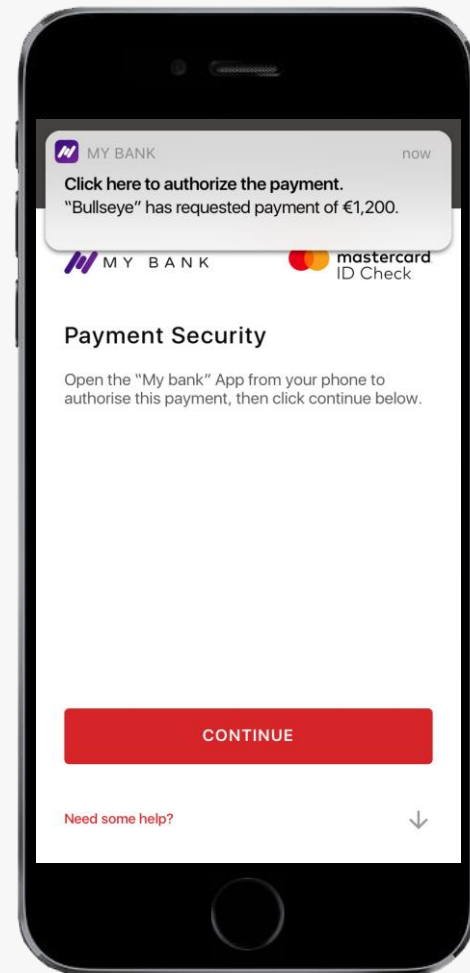 MY BANK now
Click here to authorize the payment.
“Bullseye” has requested payment of €1,200.
MY BANK
mastercard
ID Check
Payment Security
Open the “My bank” App from your phone to
authorise this payment, then click continue below.
CONTINUE
Need some help?